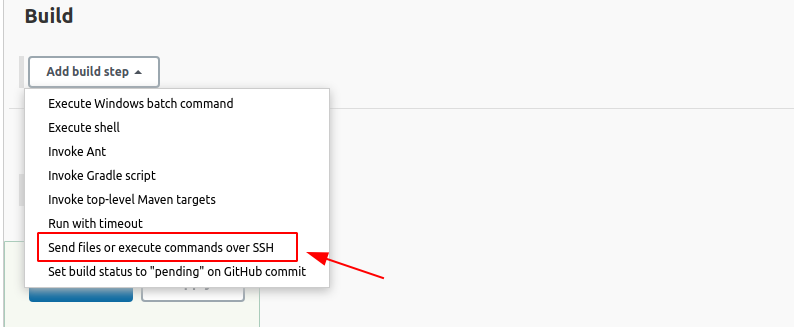 Build
Add build step
Execute Windows batch command
Execute shell
Invoke Ant
Invoke Gradle script
Invoke top-level Maven targets
Run with timeout
Send files or execute commands over SSH
Set build status to "pending" on GitHub commit